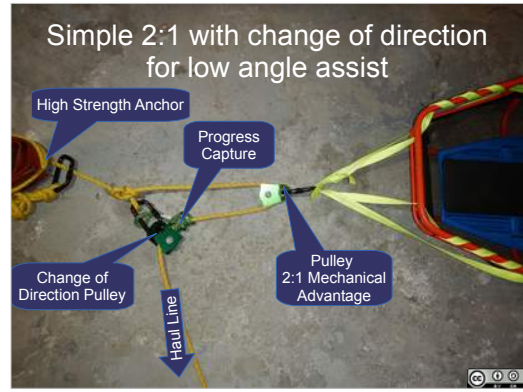 Simple 2:1 with change of direction
for low angle assist
High Strength Anchor
Progress
Capture
Change of
Direction Pulley
Pulley
2:1 Mechanical
Advantage
Haul Line
cc